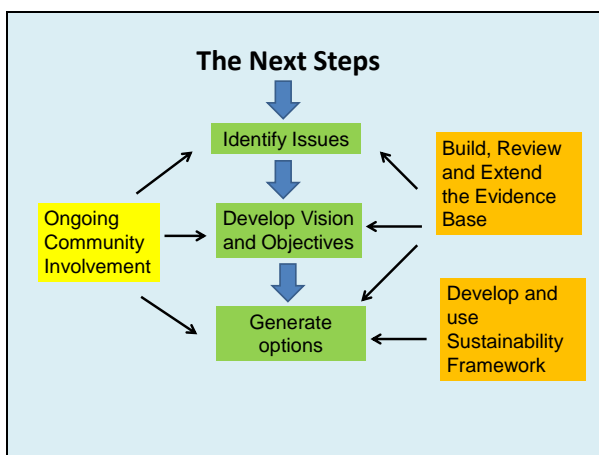 The Next Steps
Identify Issues
Build, Review
and Extend
the Evidence
Base
Ongoing
Community
Involvement
Develop Vision
and Objectives
Generate
options
Develop and
use
Sustainability
Framework